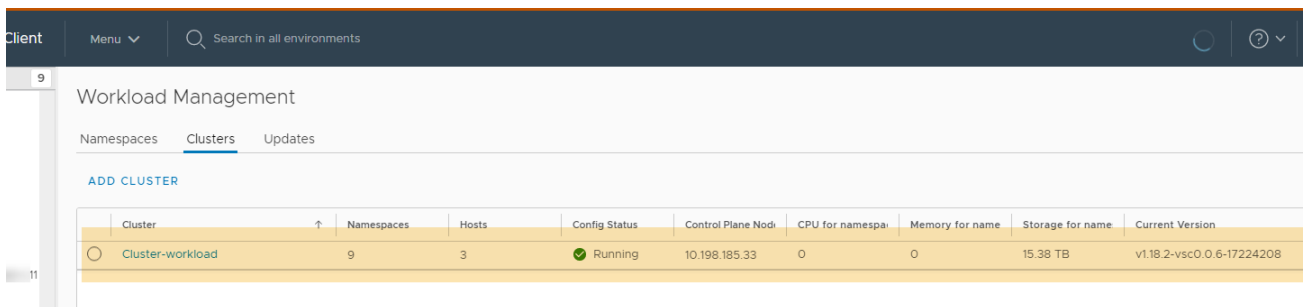 Client Menu Search in all environments
9
Workload Management
Namespaces Clusters Updates
ADD CLUSTER
Cluster Namespaces Hosts Config Status Control Plane Node CPU for namespa Memory for name Storage for name Current Version
Cluster-workload 9 3 Running 10.198.185.33 0 0 15.38 TB v1.18.2-vsc0.0.6-17224208
11